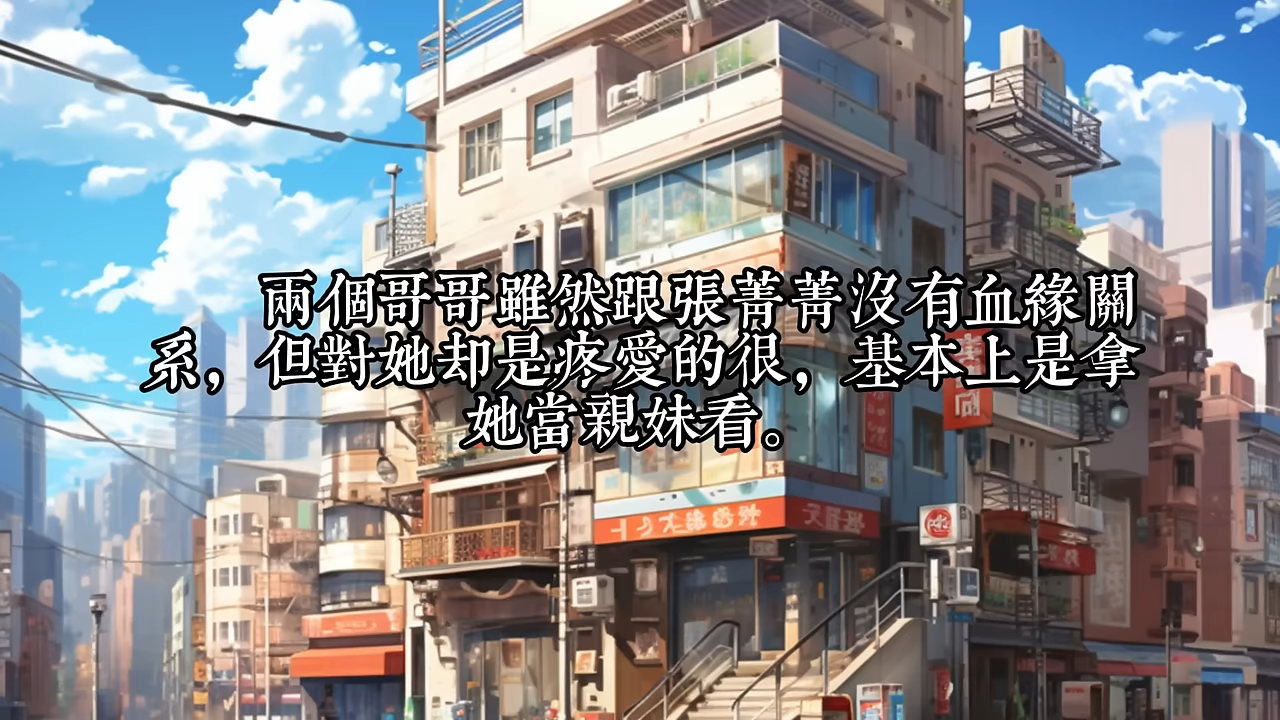 兩個哥哥雖然跟張菁菁沒有血緣關
系，但對她却是疼愛的很，基本上是拿
她當親妹看。